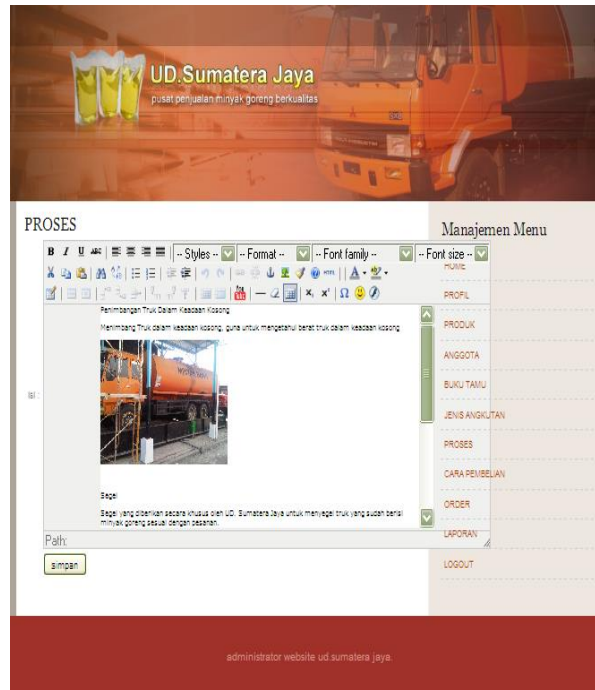 UD.Sumatera Jaya
pusat penjualan minyak goreng berkualitas
PROSES
-- Styles -- -- Format -- -- Font family -- -- Font size --
Penimbangan Truk Dalam Keadaan Kosong
Menimbang Truk dalam keadaan kosong, guna untuk mengetahui berat truk dalam keadaan kosong
isi :
Segel
Segel yang diberikan secara khusus oleh UD. Sumatera Jaya untuk menyegel truk yang sudah berisi
minyak goreng sesuai dengan pesanan.
Path:
simpan
Manajemen Menu
HOME
PROFIL
PRODUK
ANGGOTA
BUKU TAMU
JENIS ANGKUTAN
PROSES
CARA PEMBELIAN
ORDER
LAPORAN
LOGOUT
administrator website ud.sumatera jaya.